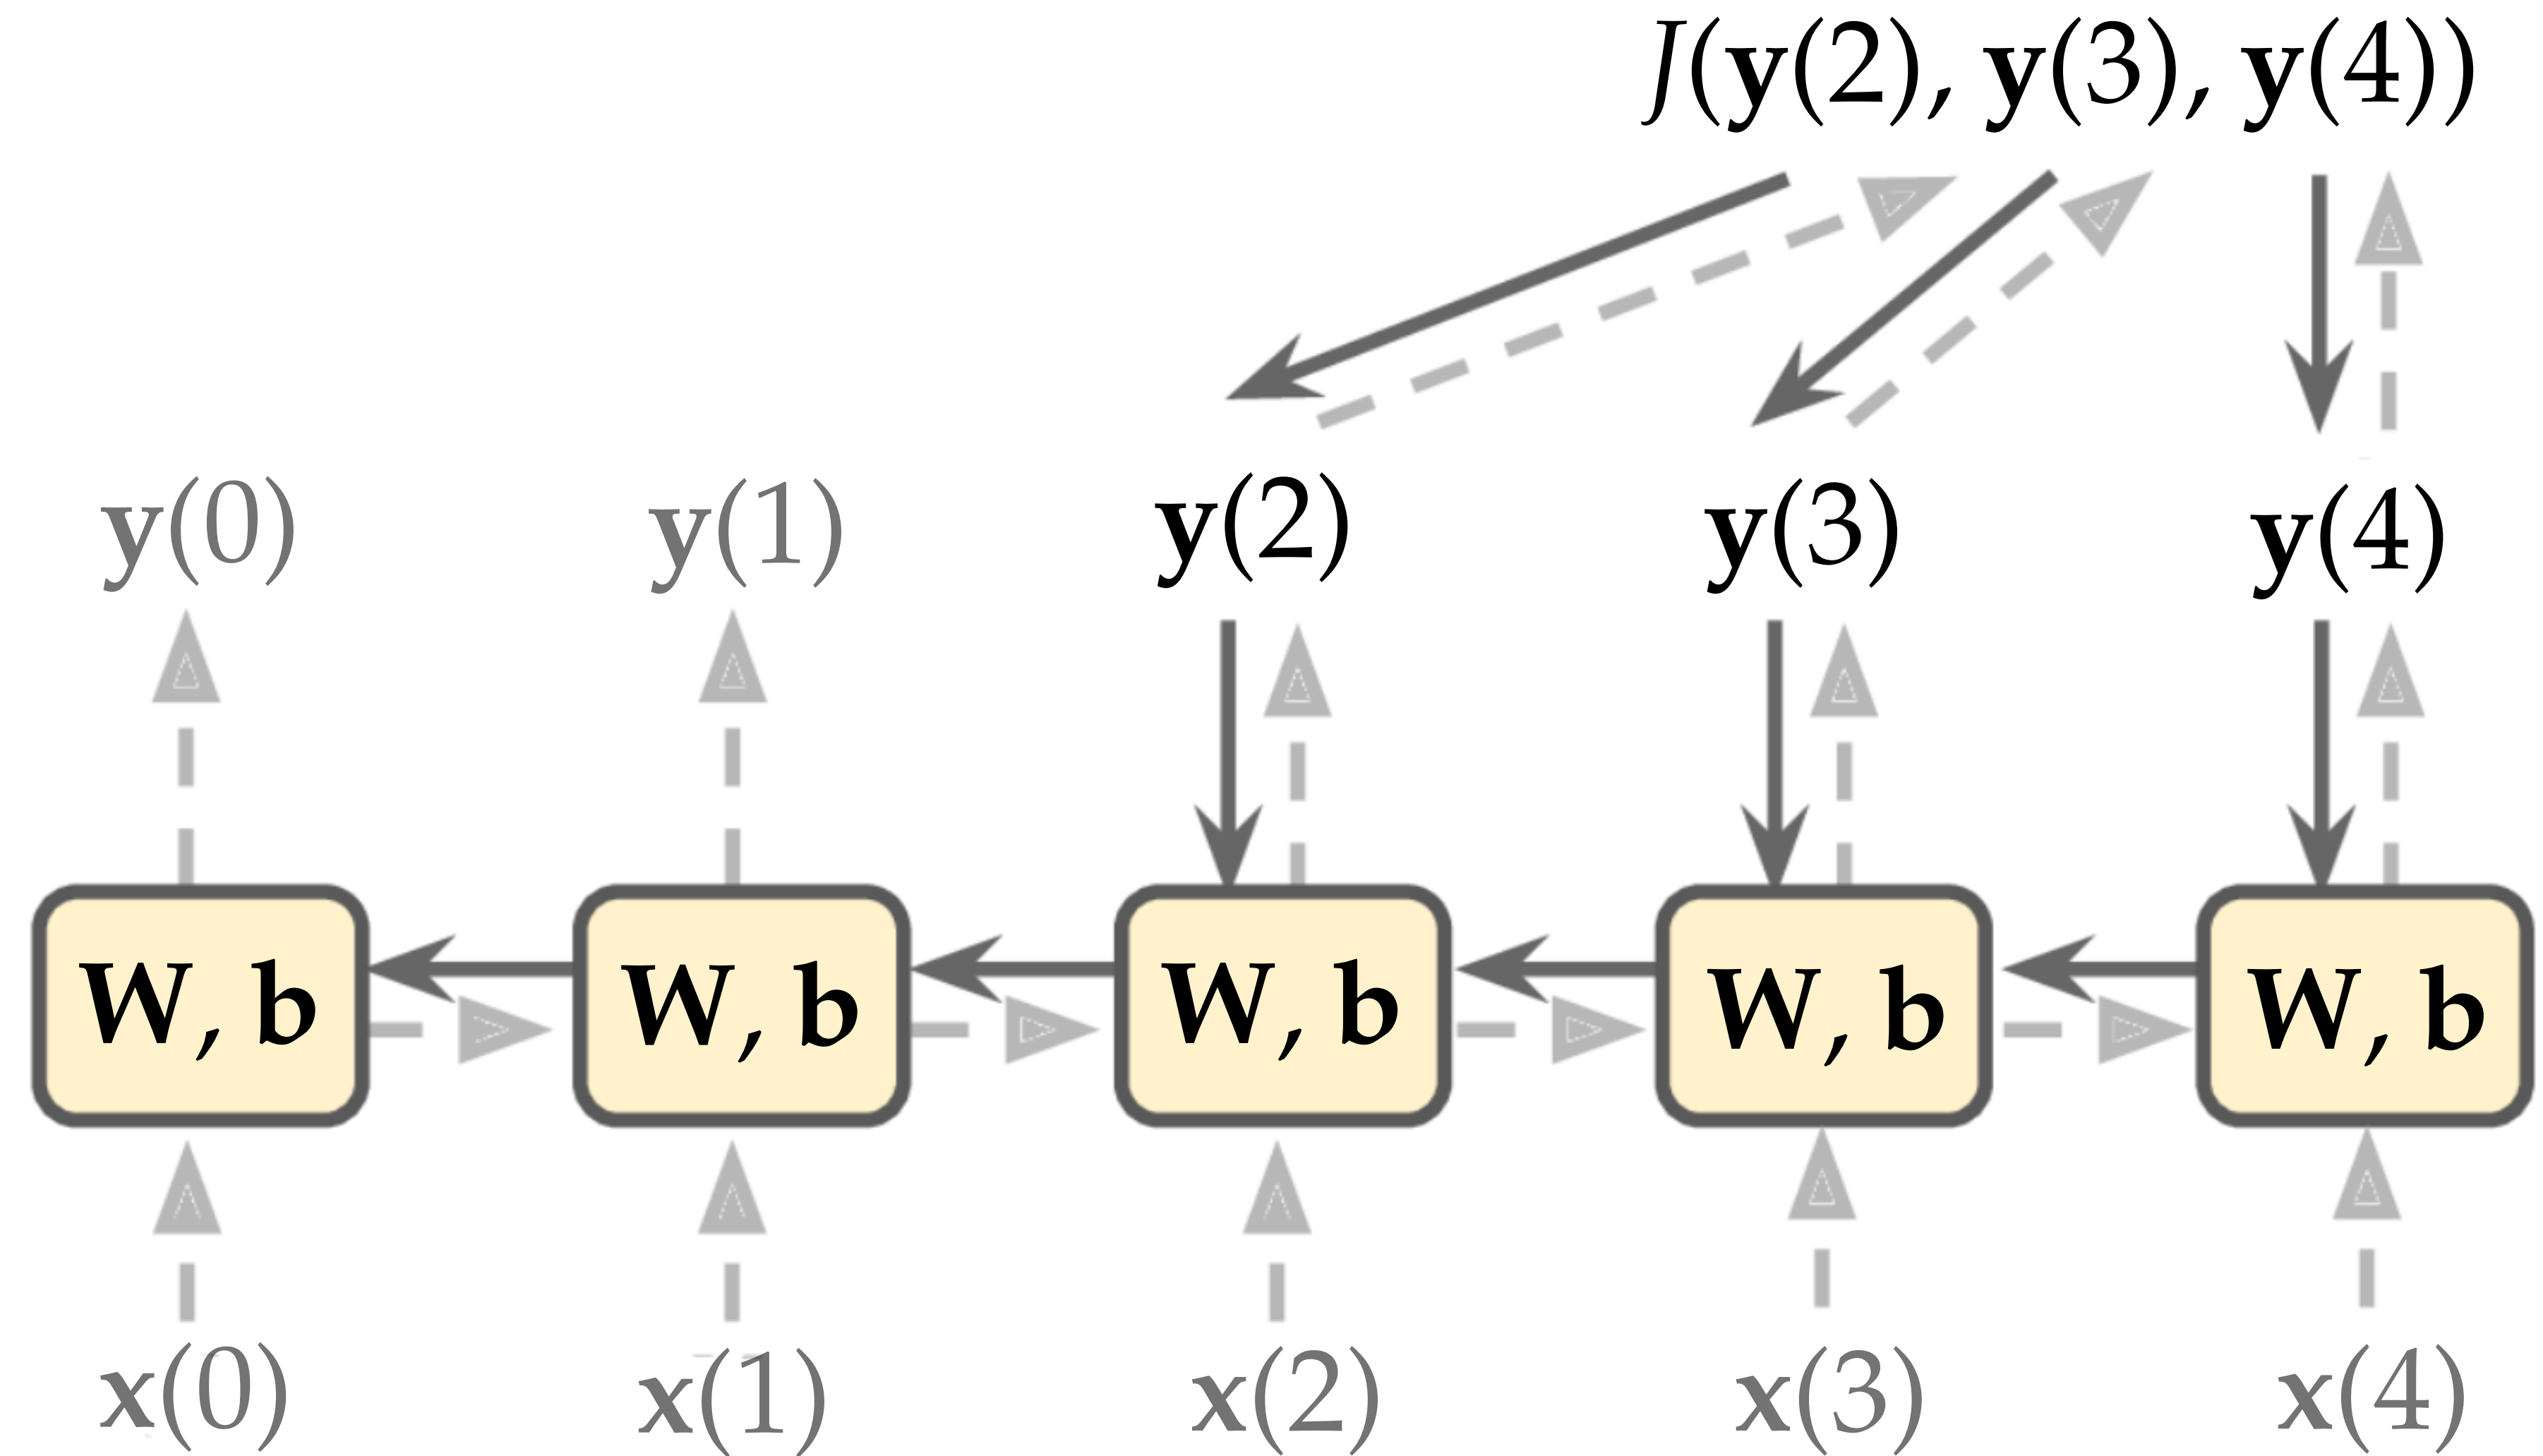 J(y(2), y(3), y(4))
y(0) y(1) y(2) y(3) y(4)
W, b W, b W, b W, b W, b
x(0) x(1) x(2) x(3) x(4)